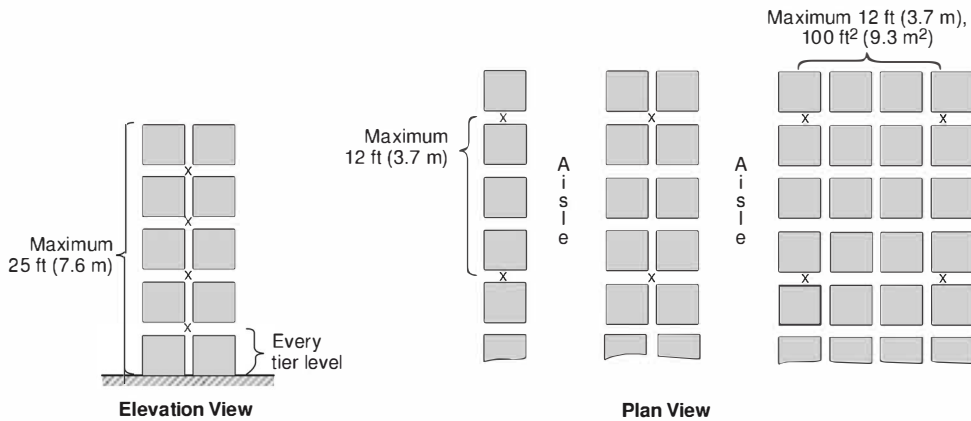 Maximum
25 ft (7.6 m)
x
x
x
x
Every
tier level
Elevation View
Maximum
12 ft (3.7 m)
x
x
A
i
s
l
e
x
x
A
i
s
l
e
Maximum 12 ft (3.7 m),
100 ft² (9.3 m²)
x
x
x
x
Plan View